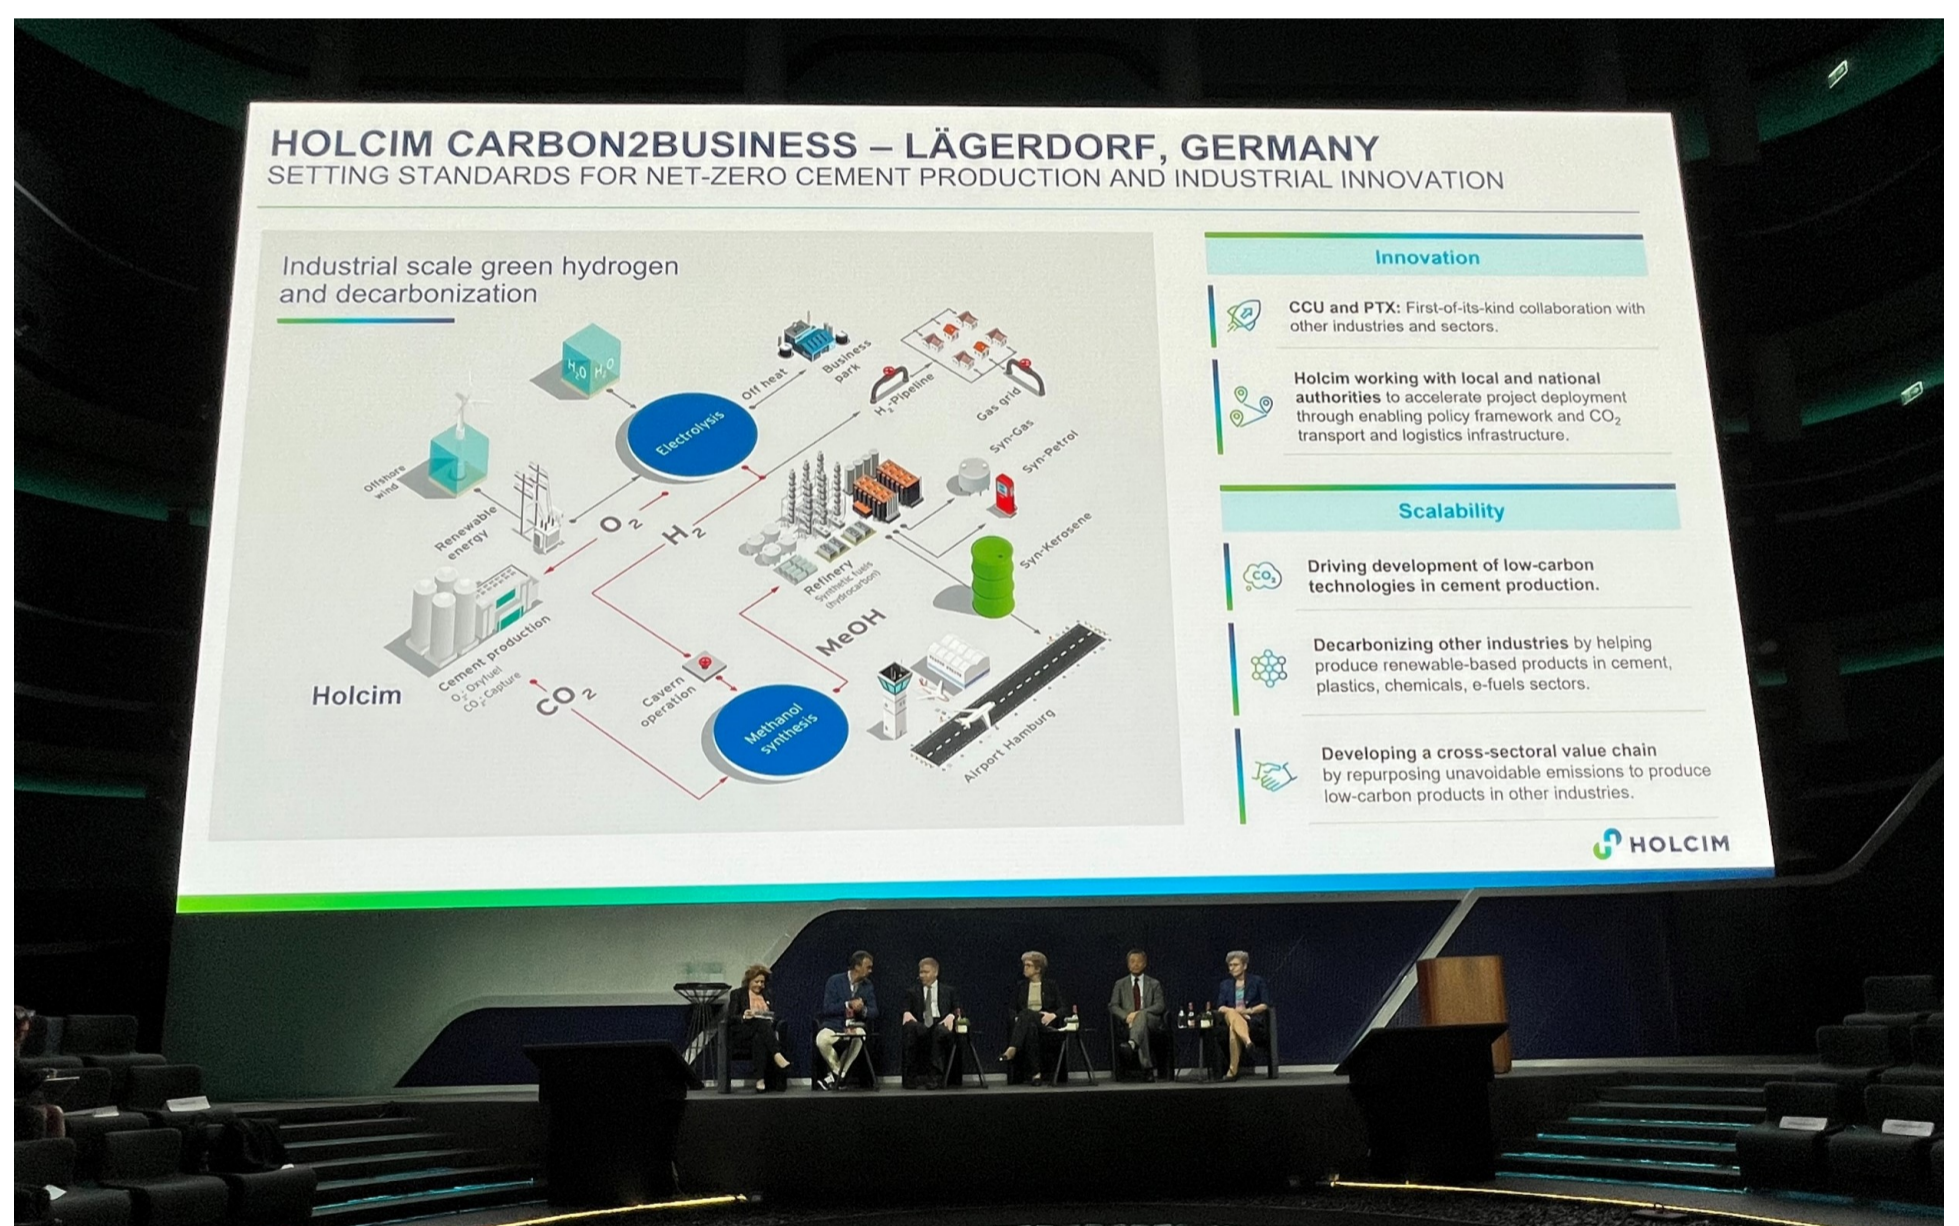 HOLCIM CARBON2BUSINESS – LÄGERDORF, GERMANY
SETTING STANDARDS FOR NET-ZERO CEMENT PRODUCTION AND INDUSTRIAL INNOVATION
Industrial scale green hydrogen
and decarbonization
H₂O H₂O
Electrolysis
Off heat
Business
park
H₂-Pipeline
Gas grid
Offshore
wind
Renewable
energy
O₂
H₂
Syn-Gas
Syn-Petrol
Syn-Kerosene
Refinery
Synthetic fuels
(hydrocarbon)
MeOH
Cement production
O₂-Oxyfuel
CO₂-Capture
Holcim
CO₂
Cavern
operation
Methanol
synthesis
Airport Hamburg
Innovation
CCU and PTX: First-of-its-kind collaboration with
other industries and sectors.
Holcim working with local and national
authorities to accelerate project deployment
through enabling policy framework and CO₂
transport and logistics infrastructure.
Scalability
CO₂
Driving development of low-carbon
technologies in cement production.
Decarbonizing other industries by helping
produce renewable-based products in cement,
plastics, chemicals, e-fuels sectors.
Developing a cross-sectoral value chain
by repurposing unavoidable emissions to produce
low-carbon products in other industries.
HOLCIM